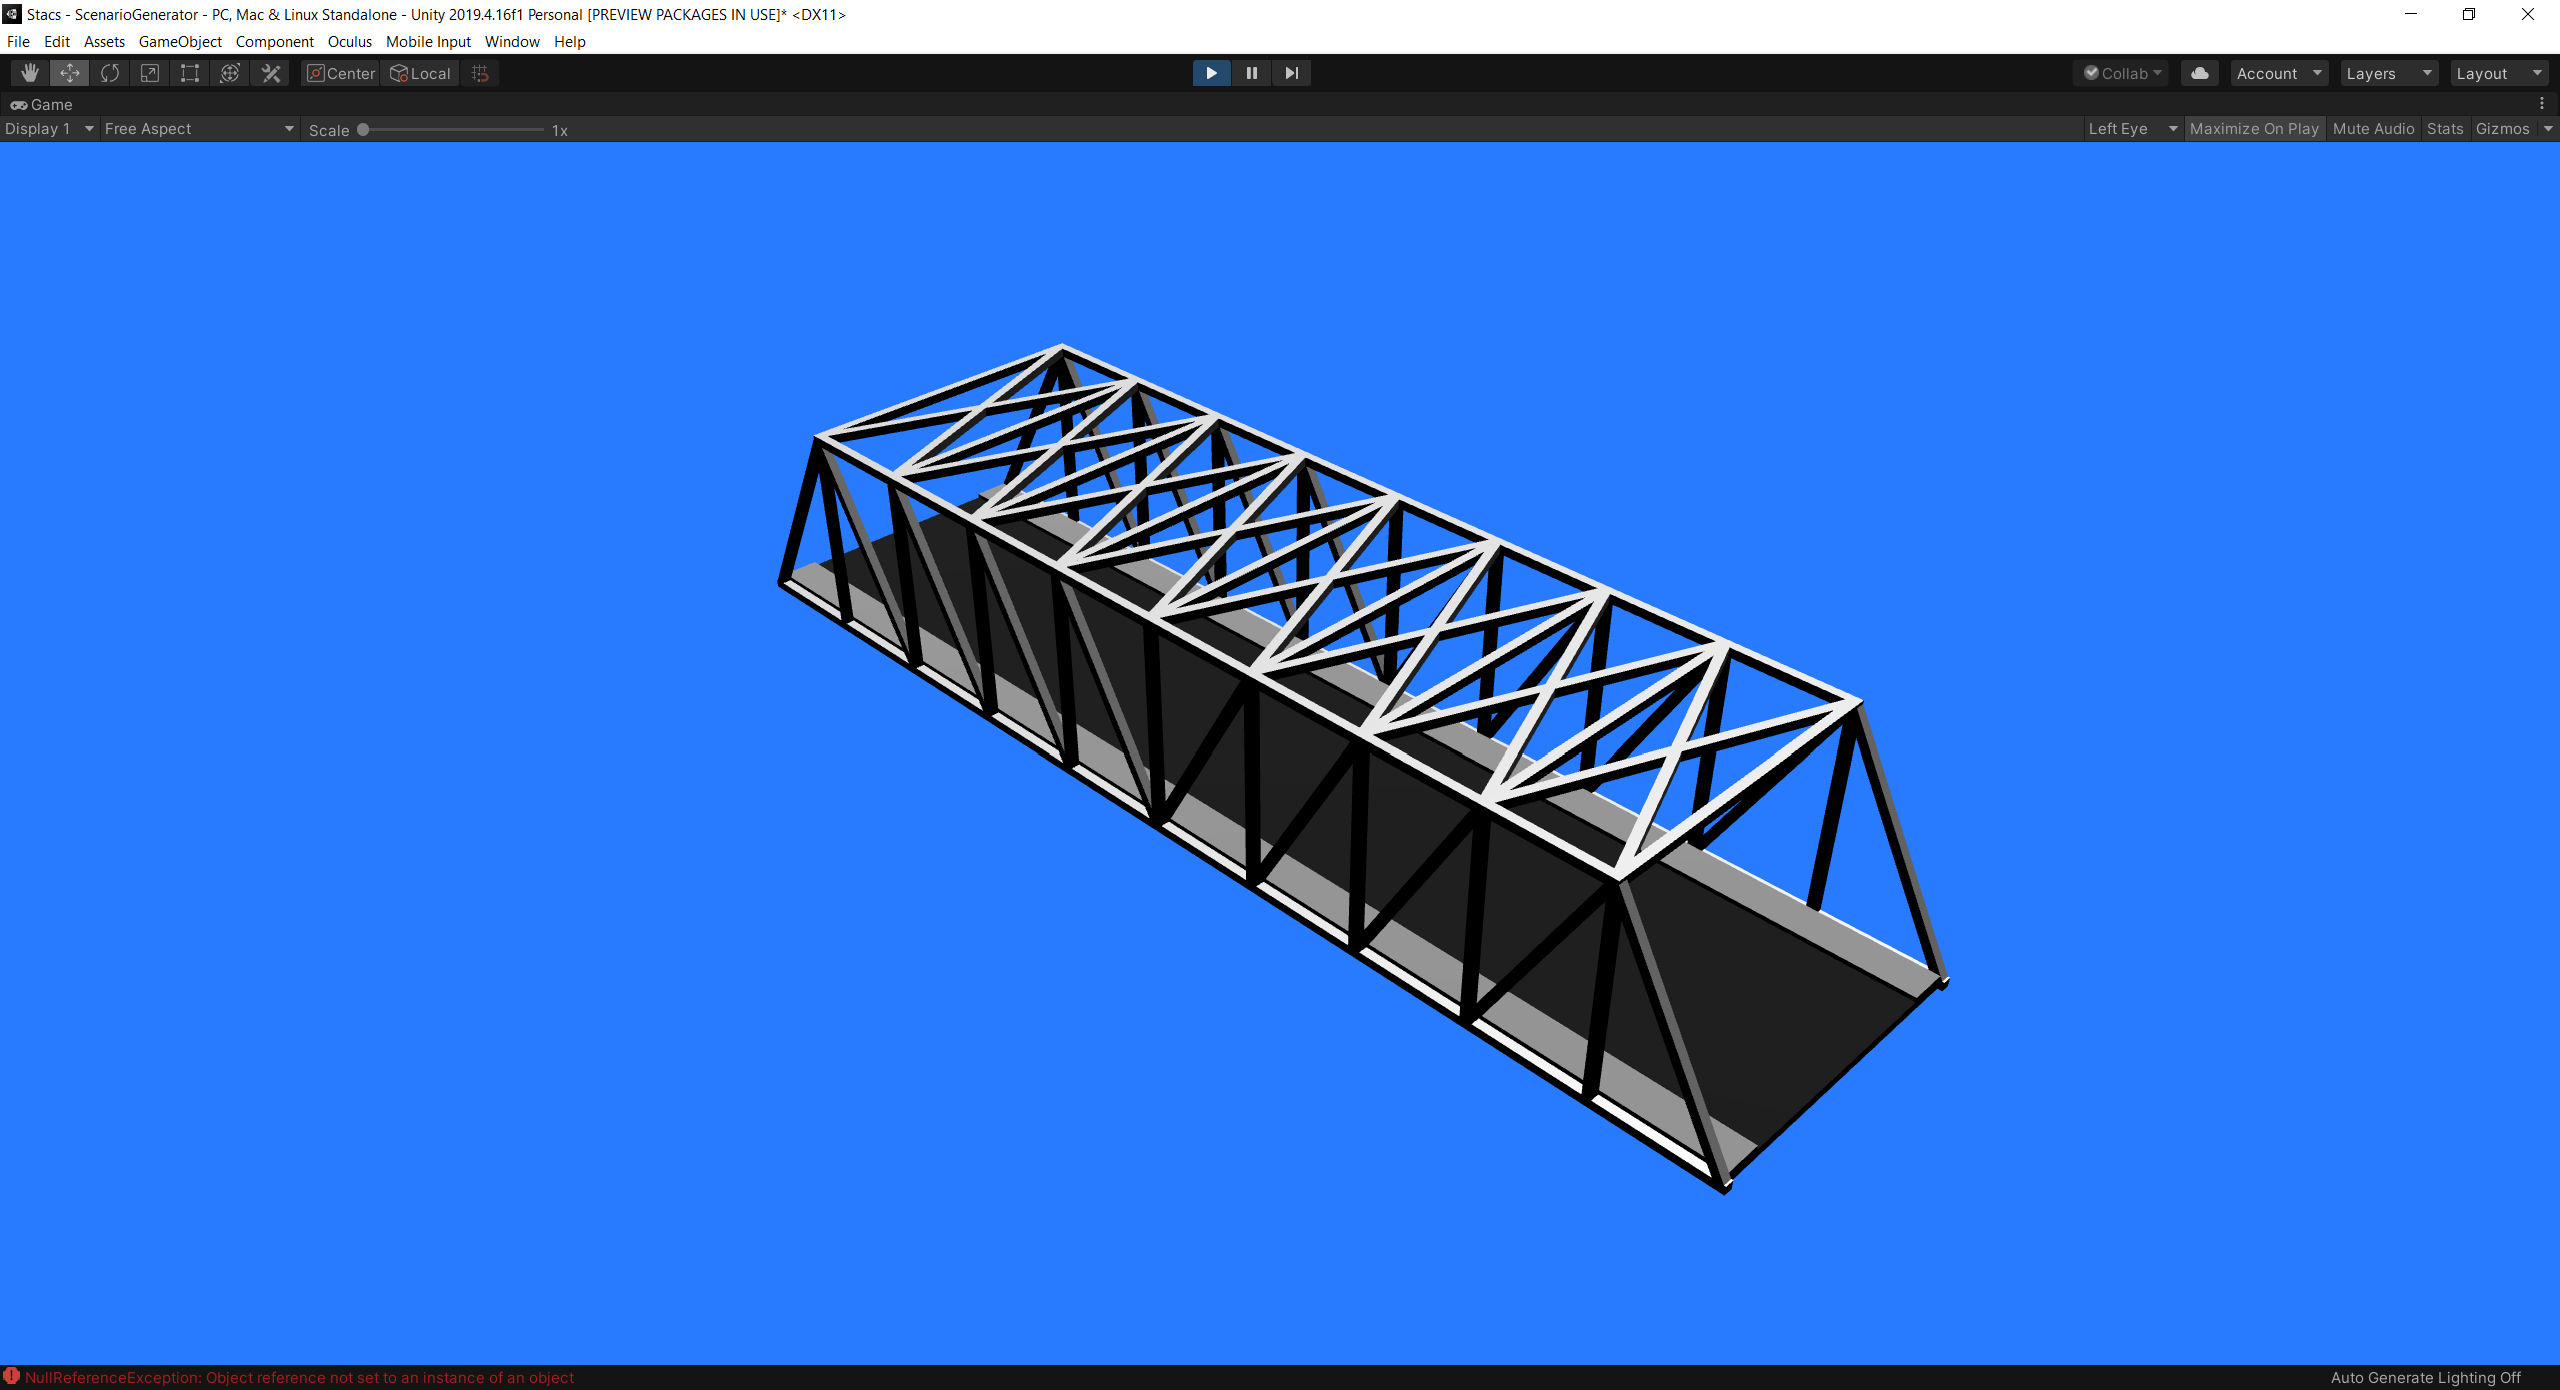 Stacs - ScenarioGenerator - PC, Mac & Linux Standalone - Unity 2019.4.16f1 Personal [PREVIEW PACKAGES IN USE]* <DX11>
File Edit Assets GameObject Component Oculus Mobile Input Window Help
Center Local Collab Account Layers Layout
Game
Display 1 Free Aspect Scale 1x Left Eye Maximize On Play Mute Audio Stats Gizmos
NullReferenceException: Object reference not set to an instance of an object Auto Generate Lighting Off